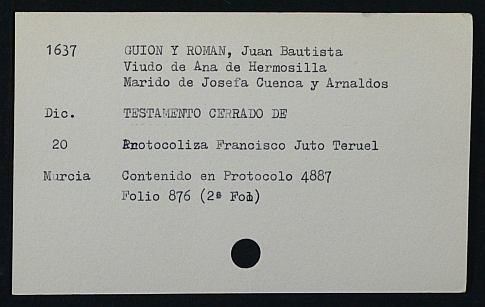 1637 GUION Y ROMAN, Juan Bautista
Viudo de Ana de Hermosilla
Marido de Josefa Cuenca y Arnaldos
Dic. TESTAMENTO CERRADO DE
20 Protocoliza Francisco Juto Teruel
Murcia Contenido en Protocolo 4887
Folio 876 (2ª Fol)